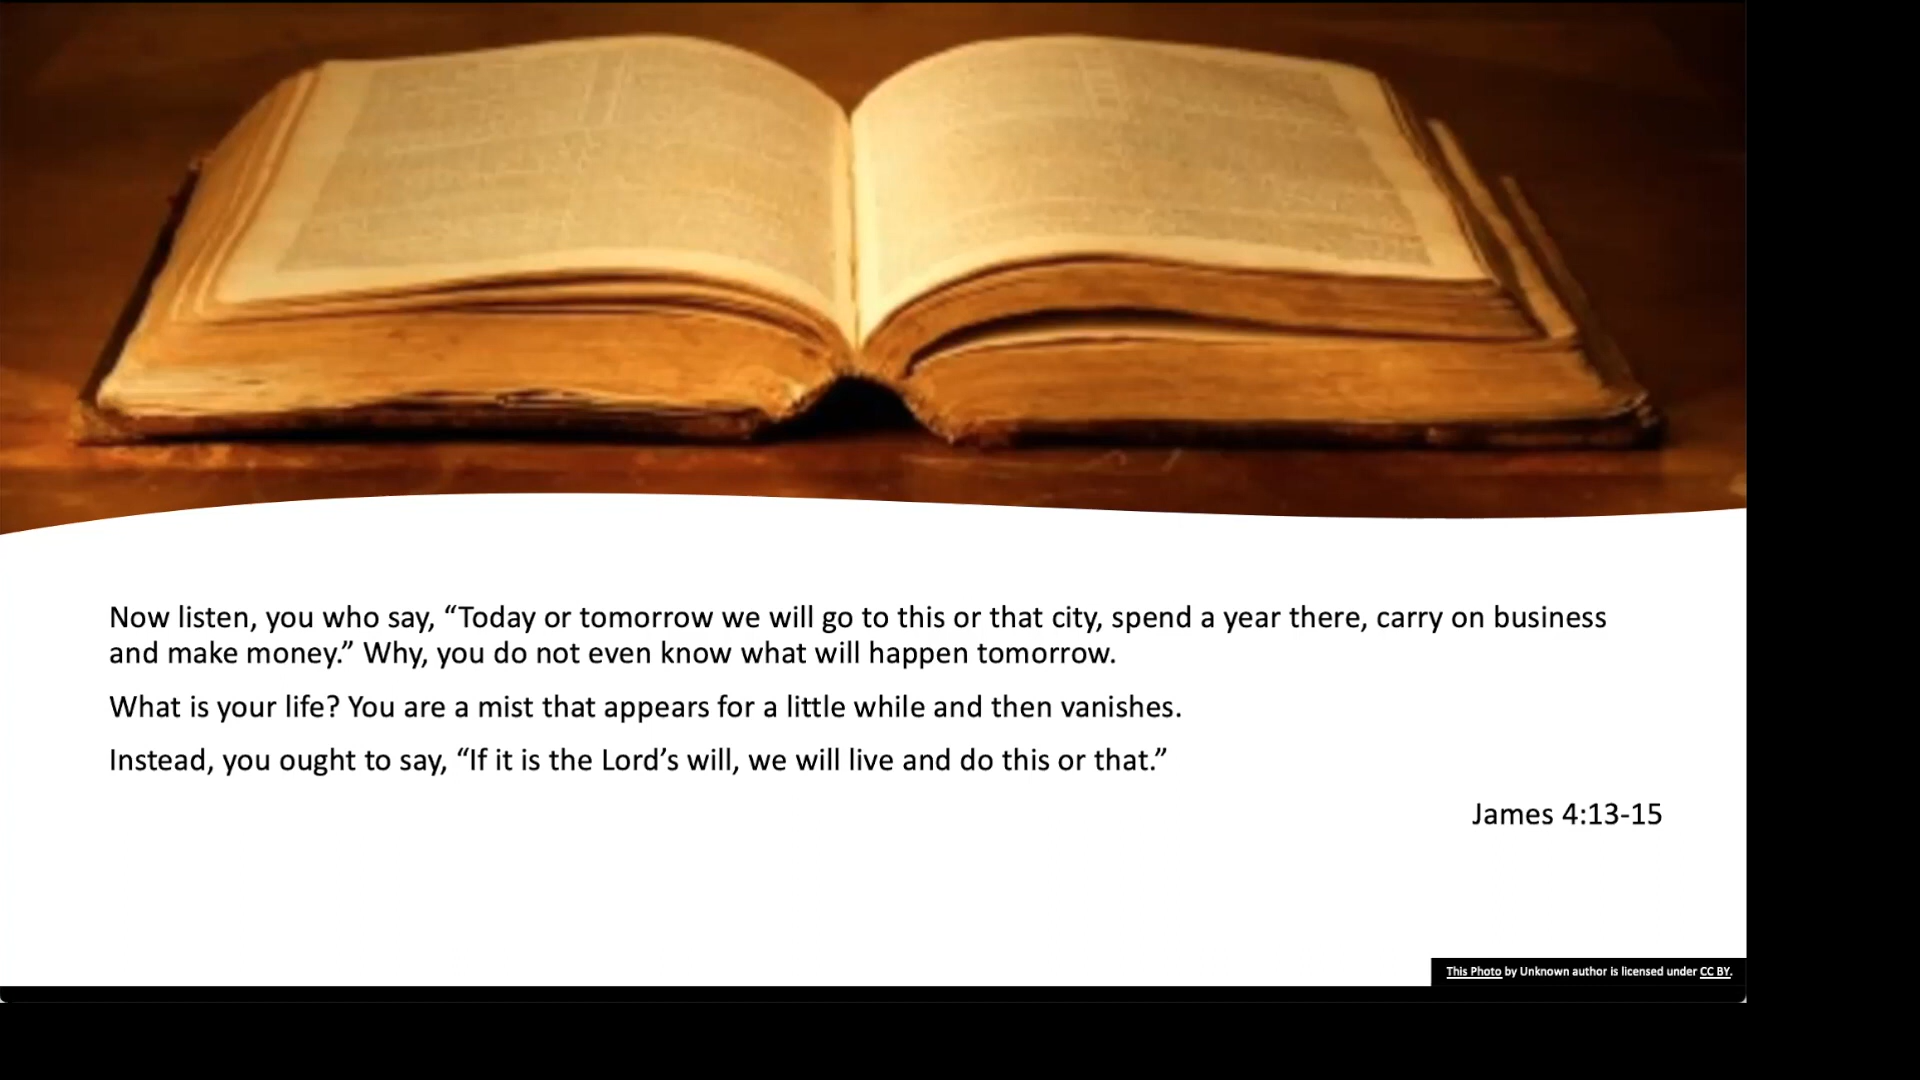 Now listen, you who say, “Today or tomorrow we will go to this or that city, spend a year there, carry on business
and make money.” Why, you do not even know what will happen tomorrow.
What is your life? You are a mist that appears for a little while and then vanishes.
Instead, you ought to say, “If it is the Lord’s will, we will live and do this or that.”
James 4:13-15
This Photo by Unknown author is licensed under CC BY.